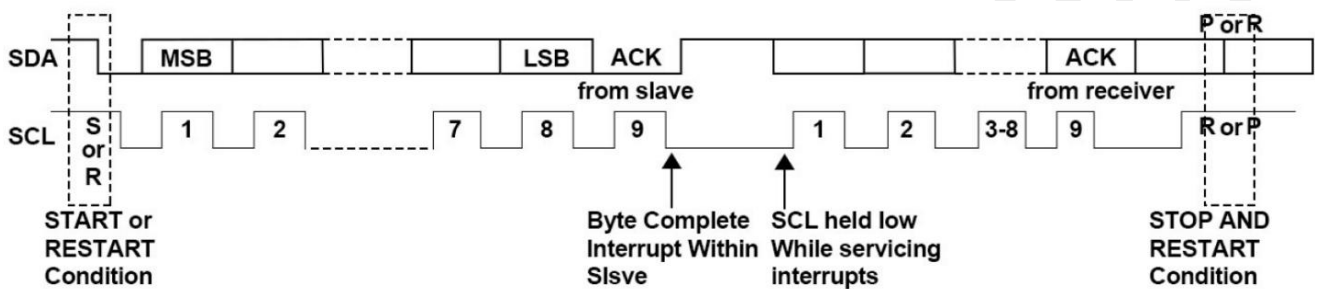 P or R
SDA MSB LSB ACK ACK
from slave from receiver
SCL S or R 1 2 7 8 9 1 2 3-8 9 R or P
START or
RESTART
Condition
Byte Complete
Interrupt Within
SIsve
SCL held low
While servicing
interrupts
STOP AND
RESTART
Condition